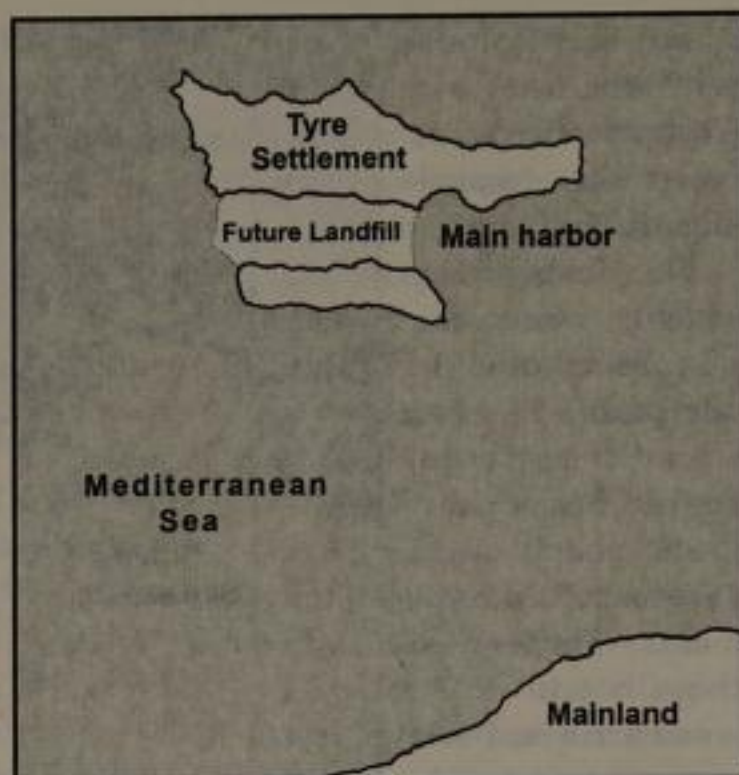 Tyre
Settlement
Future Landfill
Main harbor
Mediterranean
Sea
Mainland